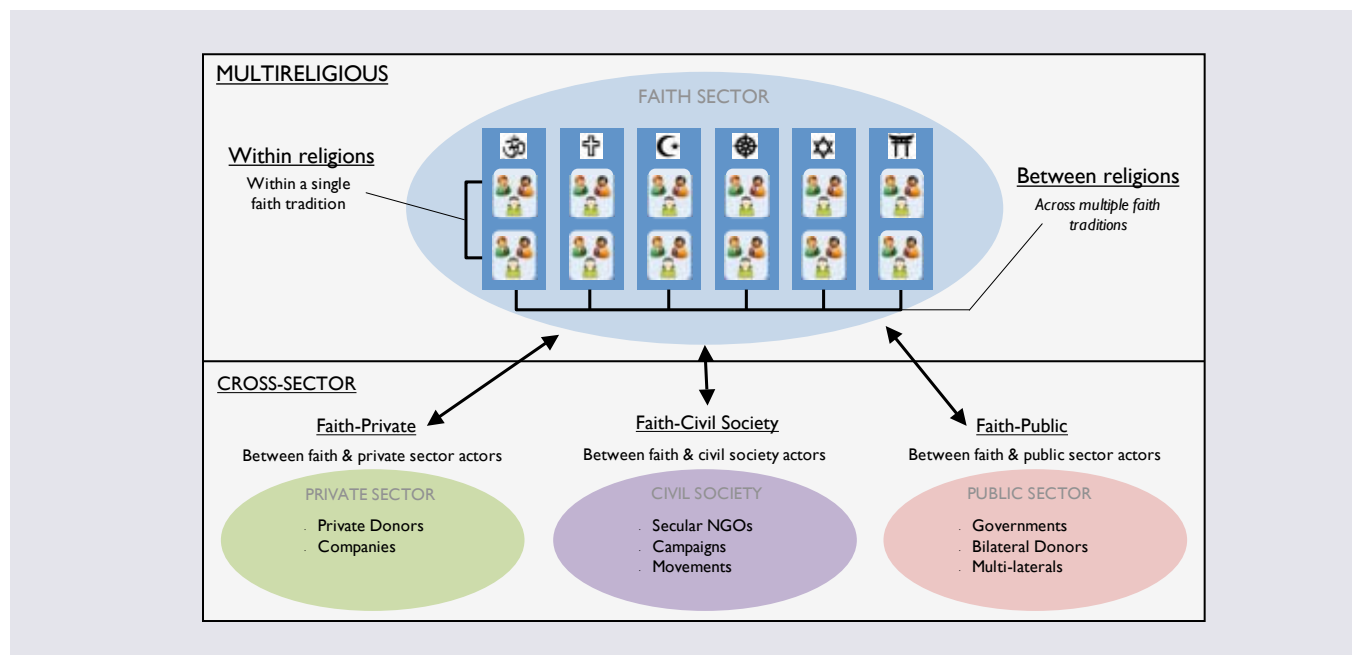 MULTIRELIGIOUS
FAITH SECTOR
Within religions
Within a single
faith tradition
Between religions
Across multiple faith
traditions
CROSS-SECTOR
Faith-Private
Between faith & private sector actors
PRIVATE SECTOR
. Private Donors
. Companies
Faith-Civil Society
Between faith & civil society actors
CIVIL SOCIETY
. Secular NGOs
. Campaigns
. Movements
Faith-Public
Between faith & public sector actors
PUBLIC SECTOR
. Governments
. Bilateral Donors
. Multi-laterals